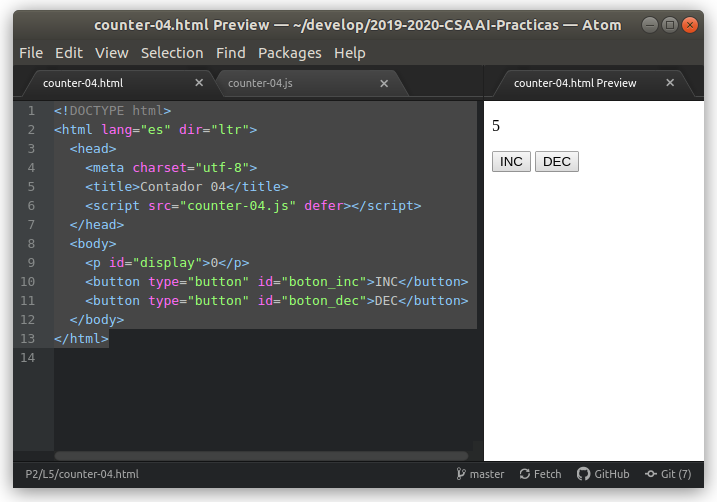 counter-04.html Preview — ~/develop/2019-2020-CSAAI-Practicas — Atom
File Edit View Selection Find Packages Help
counter-04.html
counter-04.js
counter-04.html Preview
1 <!DOCTYPE html>
2 <html lang="es" dir="ltr">
3 <head>
4 <meta charset="utf-8">
5 <title>Contador 04</title>
6 <script src="counter-04.js" defer></script>
7 </head>
8 <body>
9 <p id="display">0</p>
10 <button type="button" id="boton_inc">INC</button>
11 <button type="button" id="boton_dec">DEC</button>
12 </body>
13 </html>
14
5
INC DEC
P2/L5/counter-04.html
master Fetch GitHub Git (7)